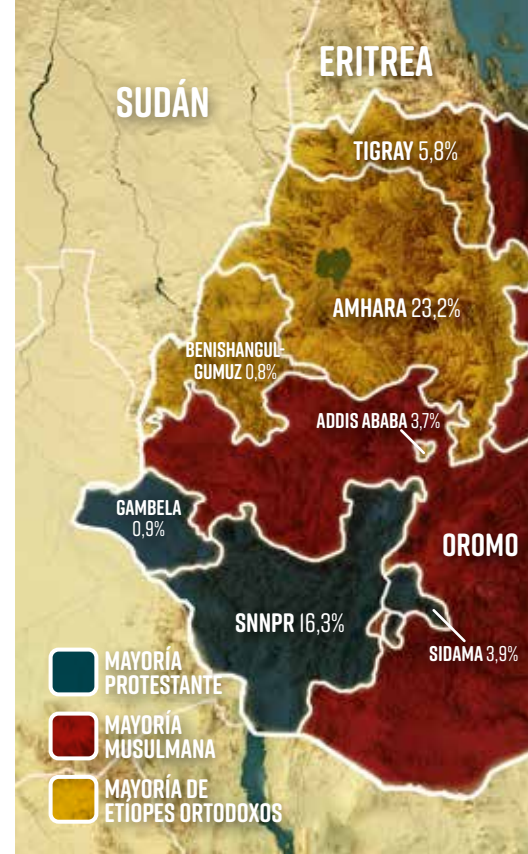 ERITREA
SUDÁN
TIGRAY 5,8%
AMHARA 23,2%
BENISHANGUL-
GUMUZ 0,8%
ADDIS ABABA 3,7%
GAMBELA
0,9%
OROMO
SNNPR 16,3%
SIDAMA 3,9%
MAYORÍA
PROTESTANTE
MAYORÍA
MUSULMANA
MAYORÍA DE
ETÍOPES ORTODOXOS